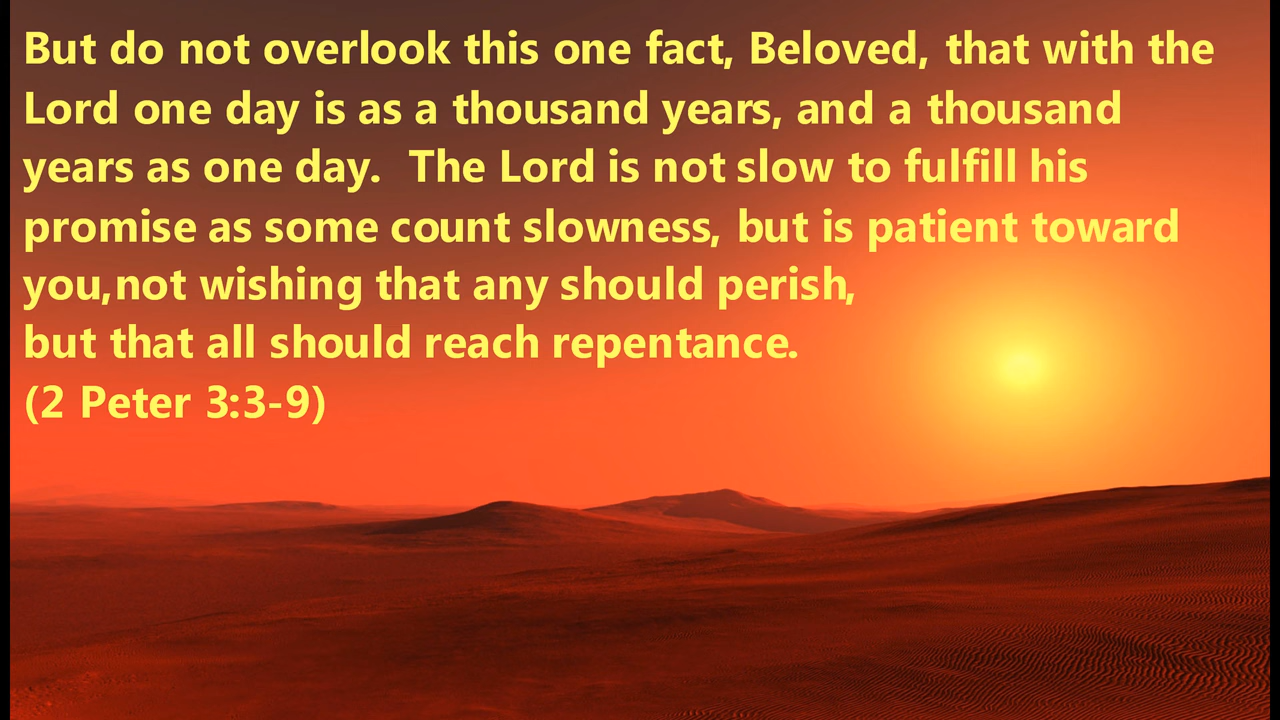 But do not overlook this one fact, Beloved, that with the
Lord one day is as a thousand years, and a thousand
years as one day.  The Lord is not slow to fulfill his
promise as some count slowness, but is patient toward
you,not wishing that any should perish,
but that all should reach repentance.
(2 Peter 3:3-9)